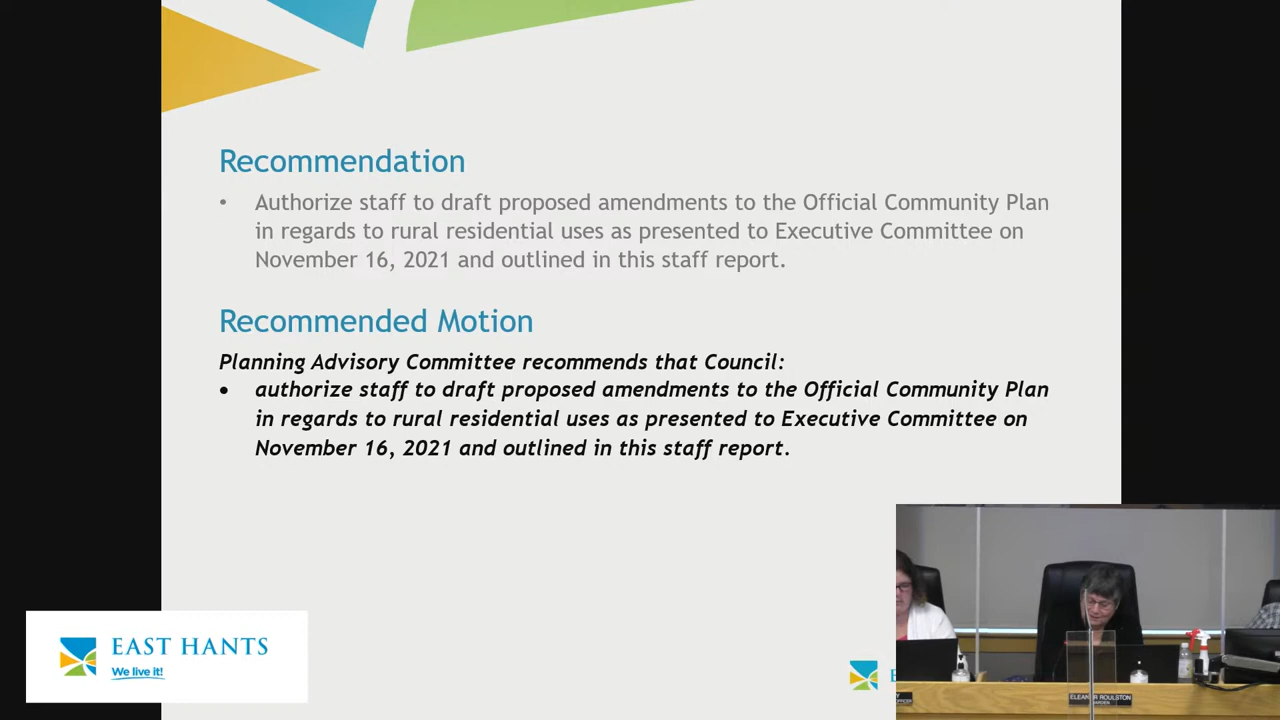 Recommendation
• Authorize staff to draft proposed amendments to the Official Community Plan
in regards to rural residential uses as presented to Executive Committee on
November 16, 2021 and outlined in this staff report.
Recommended Motion
Planning Advisory Committee recommends that Council:
• authorize staff to draft proposed amendments to the Official Community Plan
in regards to rural residential uses as presented to Executive Committee on
November 16, 2021 and outlined in this staff report.
EAST HANTS
We live it!
ELEANOR ROULSTON
WARDEN